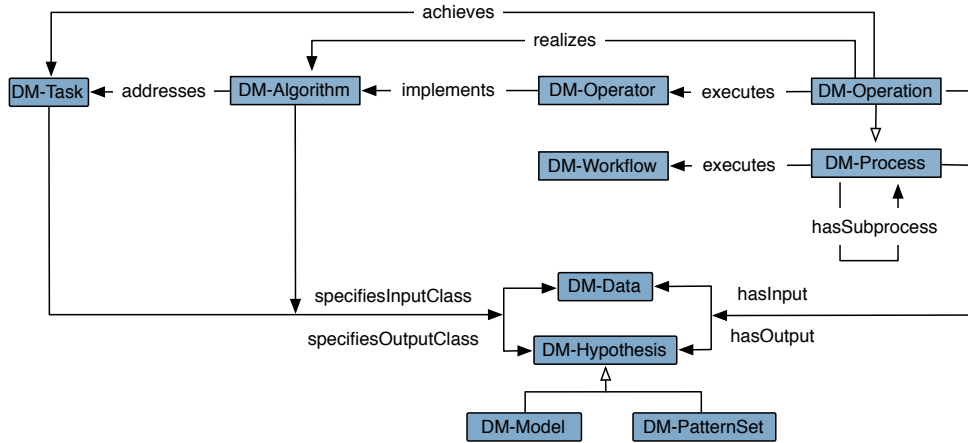 achieves
realizes
DM-Task
addresses
DM-Algorithm
implements
DM-Operator
executes
DM-Operation
DM-Workflow
executes
DM-Process
hasSubprocess
specifiesInputClass
DM-Data
hasInput
specifiesOutputClass
DM-Hypothesis
hasOutput
DM-Model
DM-PatternSet